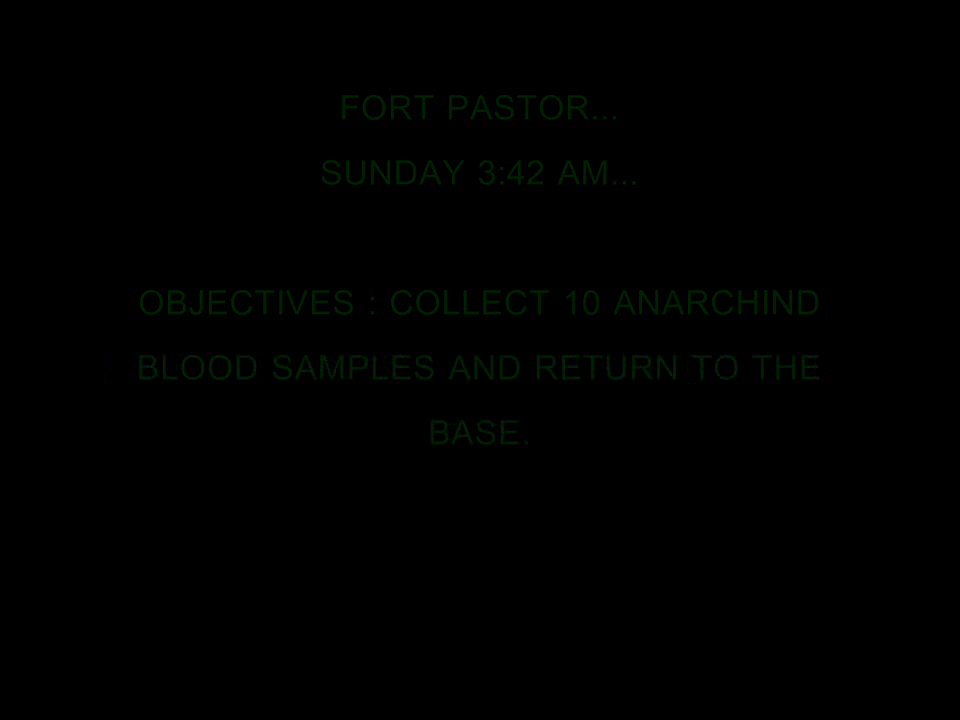 FORT PASTOR...
SUNDAY 3:42 AM...
OBJECTIVES : COLLECT 10 ANARCHIND
BLOOD SAMPLES AND RETURN TO THE
BASE.